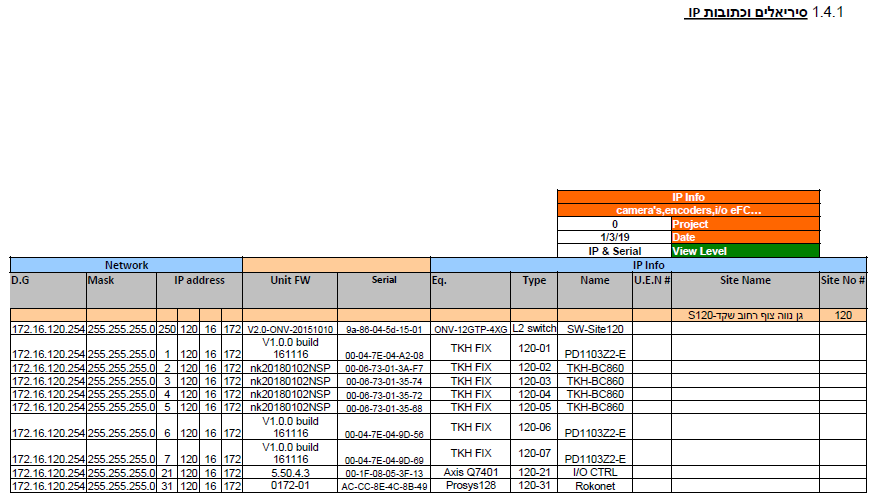 1.4.1 סיריאלים וכתובות IP
IP Info
camera's,encoders,i/o eFC...
0 Project
1/3/19 Date
IP & Serial View Level
Network IP Info
D.G Mask IP address Unit FW Serial Eq. Type Name U.E.N # Site Name Site No #
גן נווה צוף רחוב שקד-S120 120
172.16.120.254 255.255.255.0 250 120 16 172 V2.0-ONV-20151010 9a-86-04-5d-15-01 ONV-12GTP-4XG L2 switch SW-Site120
172.16.120.254 255.255.255.0 1 120 16 172 V1.0.0 build 161116 00-04-7E-04-A2-08 TKH FIX 120-01 PD1103Z2-E
172.16.120.254 255.255.255.0 2 120 16 172 nk20180102NSP 00-06-73-01-3A-F7 TKH FIX 120-02 TKH-BC860
172.16.120.254 255.255.255.0 3 120 16 172 nk20180102NSP 00-06-73-01-35-74 TKH FIX 120-03 TKH-BC860
172.16.120.254 255.255.255.0 4 120 16 172 nk20180102NSP 00-06-73-01-35-72 TKH FIX 120-04 TKH-BC860
172.16.120.254 255.255.255.0 5 120 16 172 nk20180102NSP 00-06-73-01-35-68 TKH FIX 120-05 TKH-BC860
172.16.120.254 255.255.255.0 6 120 16 172 V1.0.0 build 161116 00-04-7E-04-9D-56 TKH FIX 120-06 PD1103Z2-E
172.16.120.254 255.255.255.0 7 120 16 172 V1.0.0 build 161116 00-04-7E-04-9D-69 TKH FIX 120-07 PD1103Z2-E
172.16.120.254 255.255.255.0 21 120 16 172 5.50.4.3 00-1F-08-05-3F-13 Axis Q7401 120-21 I/O CTRL
172.16.120.254 255.255.255.0 31 120 16 172 0172-01 AC-CC-8E-4C-8B-49 Prosys128 120-31 Rokonet